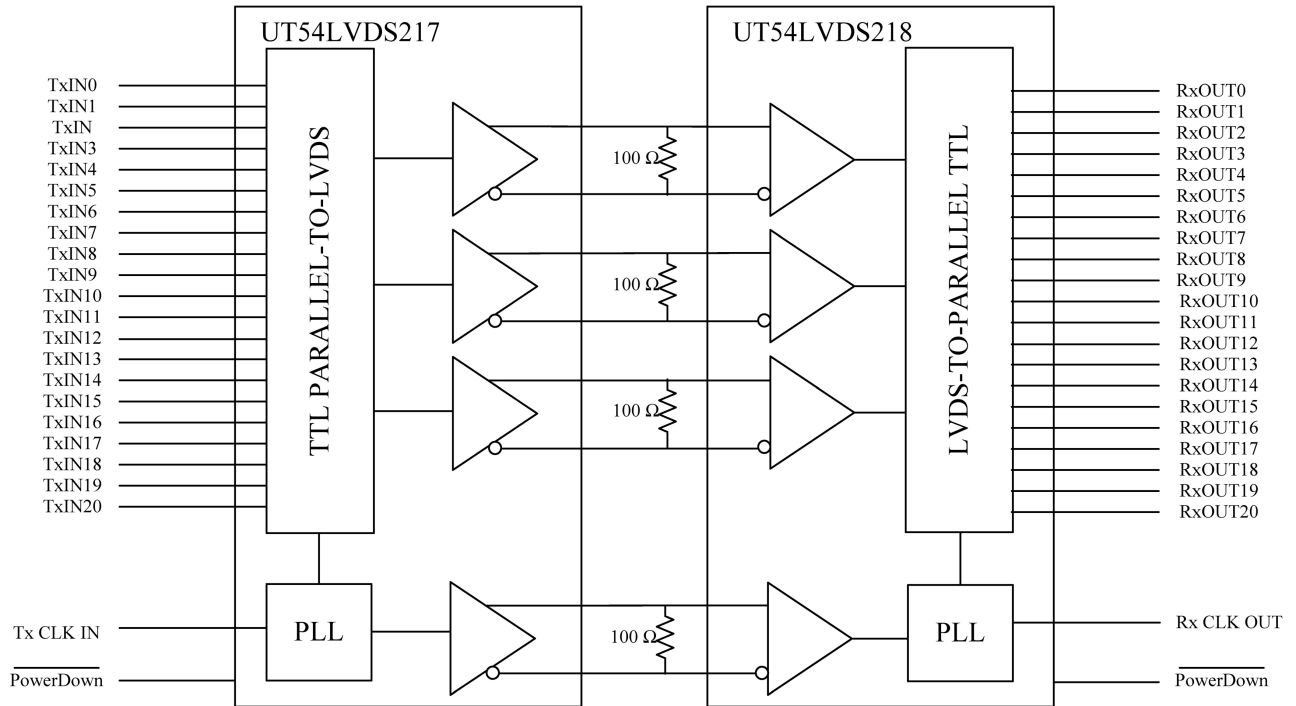 UT54LVDS217
UT54LVDS218
TxIN0
TxIN1
TxIN
TxIN3
TxIN4
TxIN5
TxIN6
TxIN7
TxIN8
TxIN9
TxIN10
TxIN11
TxIN12
TxIN13
TxIN14
TxIN15
TxIN16
TxIN17
TxIN18
TxIN19
TxIN20
Tx CLK IN
PowerDown
TTL PARALLEL-TO-LVDS
PLL
100 Ω
100 Ω
100 Ω
100 Ω
LVDS-TO-PARALLEL TTL
PLL
RxOUT0
RxOUT1
RxOUT2
RxOUT3
RxOUT4
RxOUT5
RxOUT6
RxOUT7
RxOUT8
RxOUT9
RxOUT10
RxOUT11
RxOUT12
RxOUT13
RxOUT14
RxOUT15
RxOUT16
RxOUT17
RxOUT18
RxOUT19
RxOUT20
Rx CLK OUT
PowerDown